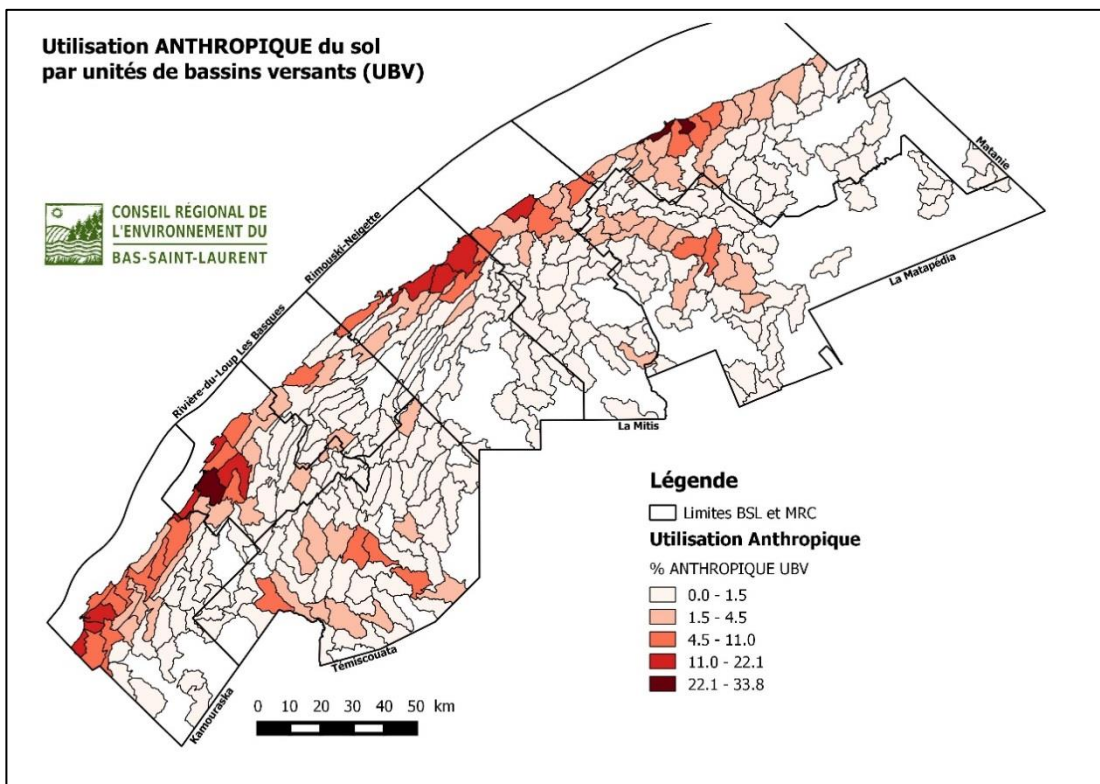 Utilisation ANTHROPIQUE du sol
par unités de bassins versants (UBV)
CONSEIL RÉGIONAL DE
L'ENVIRONNEMENT DU
BAS-SAINT-LAURENT
Matanie
La Matapédia
Rimouski-Neigette
Rivière-du-Loup Les Basques
La Mitis
Témiscouata
Kamouraska
0 10 20 30 40 50 km
Légende
Limites BSL et MRC
Utilisation Anthropique
% ANTHROPIQUE UBV
0.0 - 1.5
1.5 - 4.5
4.5 - 11.0
11.0 - 22.1
22.1 - 33.8